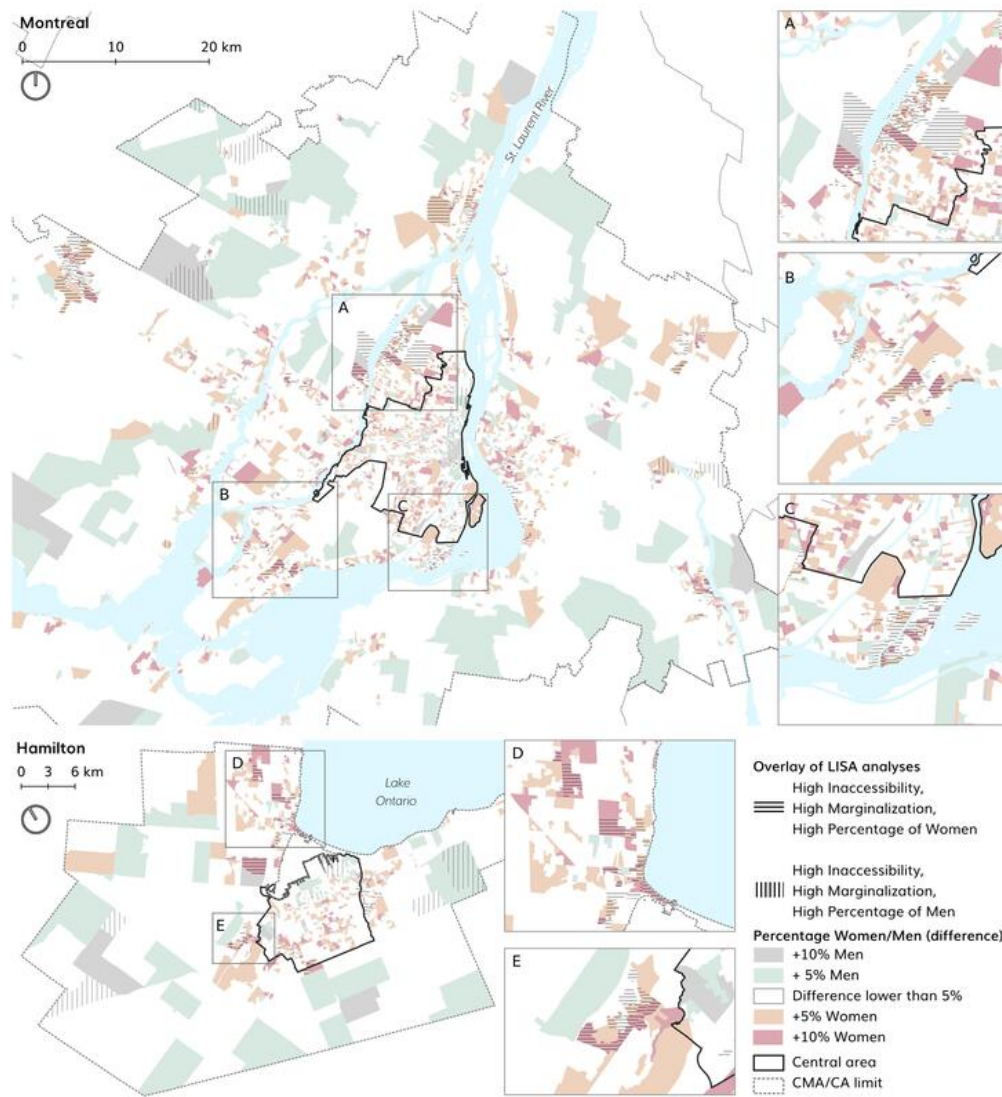 Montreal
0 10 20 km
St. Laurent River
A
B
C
A
B
C
Hamilton
0 3 6 km
D
Lake
Ontario
E
D
E
Overlay of LISA analyses
High Inaccessibility,
High Marginalization,
High Percentage of Women
High Inaccessibility,
High Marginalization,
High Percentage of Men
Percentage Women/Men (difference)
+10% Men
+ 5% Men
Difference lower than 5%
+5% Women
+10% Women
Central area
CMA/CA limit